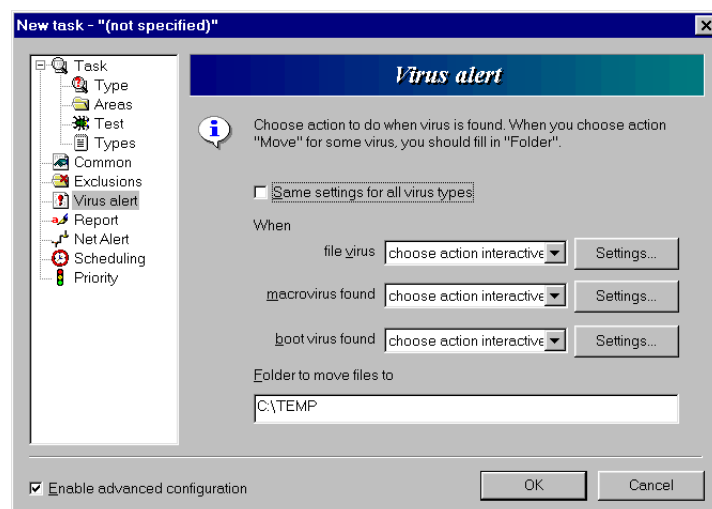 New task - "(not specified)"
Task
Type
Areas
Test
Types
Common
Exclusions
Virus alert
Report
Net Alert
Scheduling
Priority
Virus alert
Choose action to do when virus is found. When you choose action
"Move" for some virus, you should fill in "Folder".
Same settings for all virus types
When
file virus choose action interactive Settings...
macrovirus found choose action interactive Settings...
boot virus found choose action interactive Settings...
Folder to move files to
C:\TEMP
Enable advanced configuration
OK Cancel